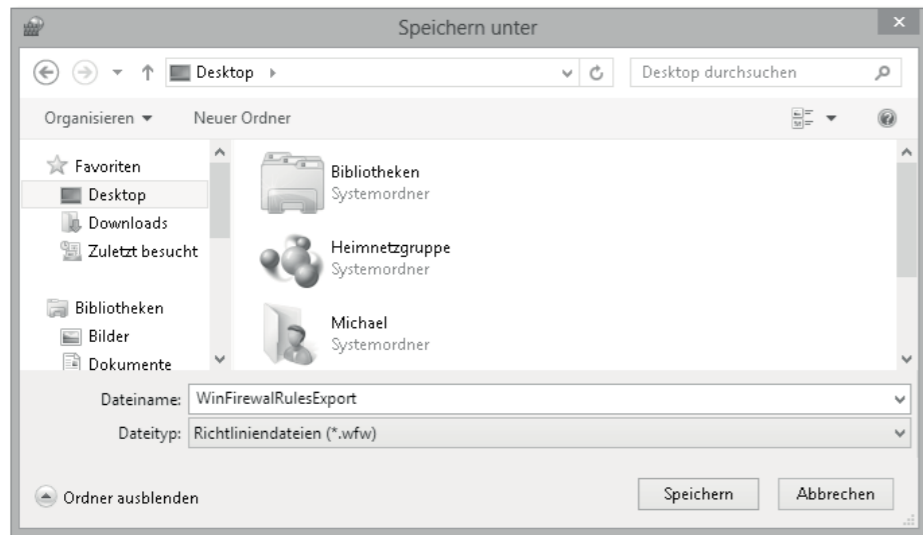 Speichern unter
Desktop
Desktop durchsuchen
Organisieren
Neuer Ordner
Favoriten
Desktop
Downloads
Zuletzt besucht
Bibliotheken
Bilder
Dokumente
Bibliotheken
Systemordner
Heimnetzgruppe
Systemordner
Michael
Systemordner
Dateiname: WinFirewalRulesExport
Dateityp: Richtliniendateien (*.wfw)
Ordner ausblenden
Speichern
Abbrechen